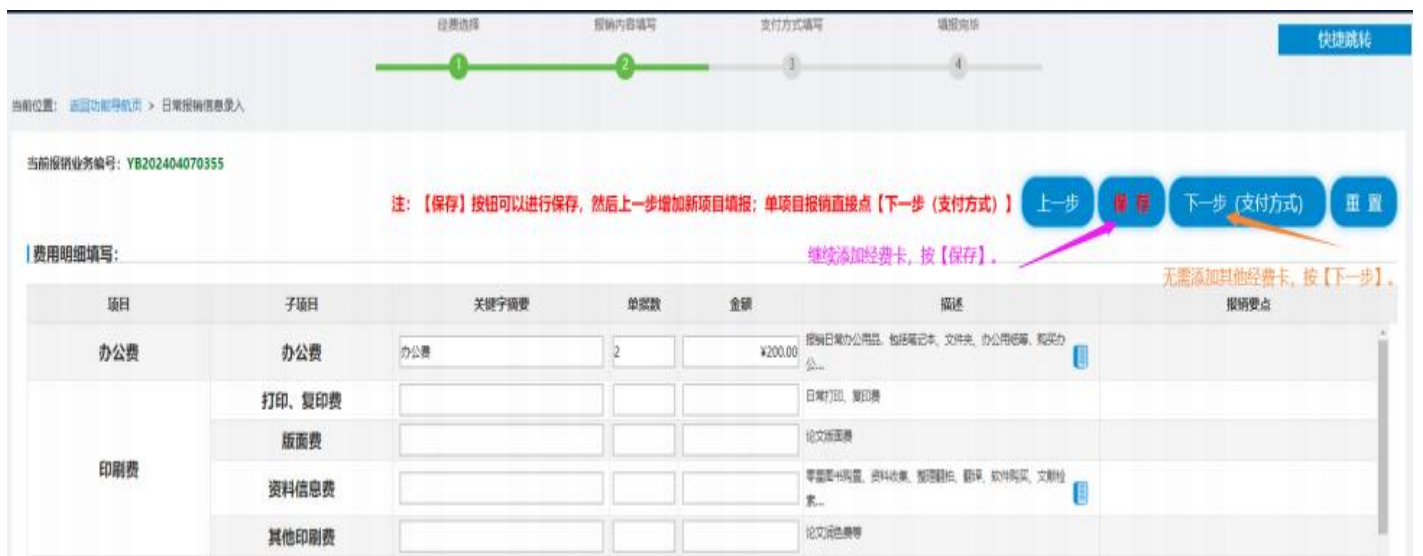 经费选择 报销内容填写 支付方式填写 填报完毕
快捷跳转
1 2 3 4
当前位置: 返回功能导航页 > 日常报销信息录入
当前报销业务编号: YB202404070355
注: 【保存】按钮可以进行保存, 然后上一步增加新项目填报; 单项目报销直接点【下一步 (支付方式) 】 上一步 保 存 下一步 (支付方式) 重 置
费用明细填写:
继续添加经费卡, 按【保存】.
无需添加其他经费卡, 按【下一步】.
项目 子项目 关键字摘要 单据数 金额 描述 报销要点
办公费 办公费 办公费 2 ¥200.00 报销日常办公用品, 包括笔记本、文件夹、办公用纸等, 购买办
公...
打印、复印费 日常打印、复印费
版面费 论文版面费
印刷费
资料信息费 零星图书购置、资料收集、整理翻拍、翻译、软件购买、文献检
索...
其他印刷费 论文润色费等